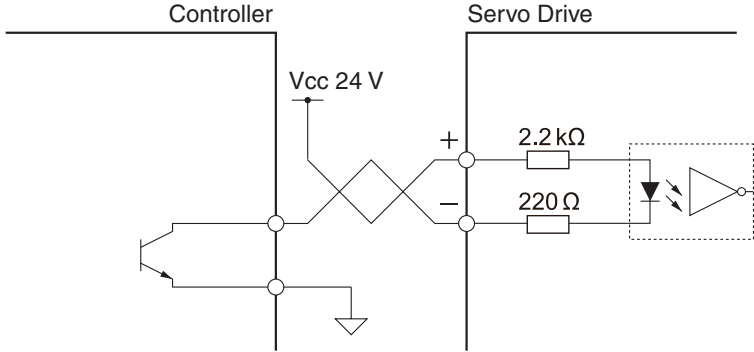 Controller
Servo Drive
Vcc 24 V
+
2.2 kΩ
−
220 Ω